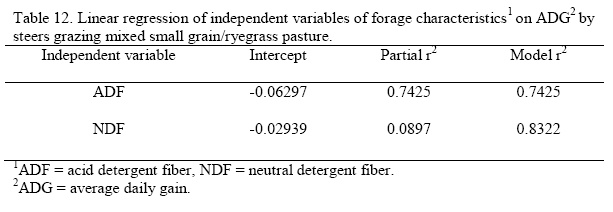 Table 12. Linear regression of independent variables of forage characteristics¹ on ADG² by
steers grazing mixed small grain/ryegrass pasture.
Independent variable Intercept Partial r² Model r²
ADF -0.06297 0.7425 0.7425
NDF -0.02939 0.0897 0.8322
¹ADF = acid detergent fiber, NDF = neutral detergent fiber.
²ADG = average daily gain.